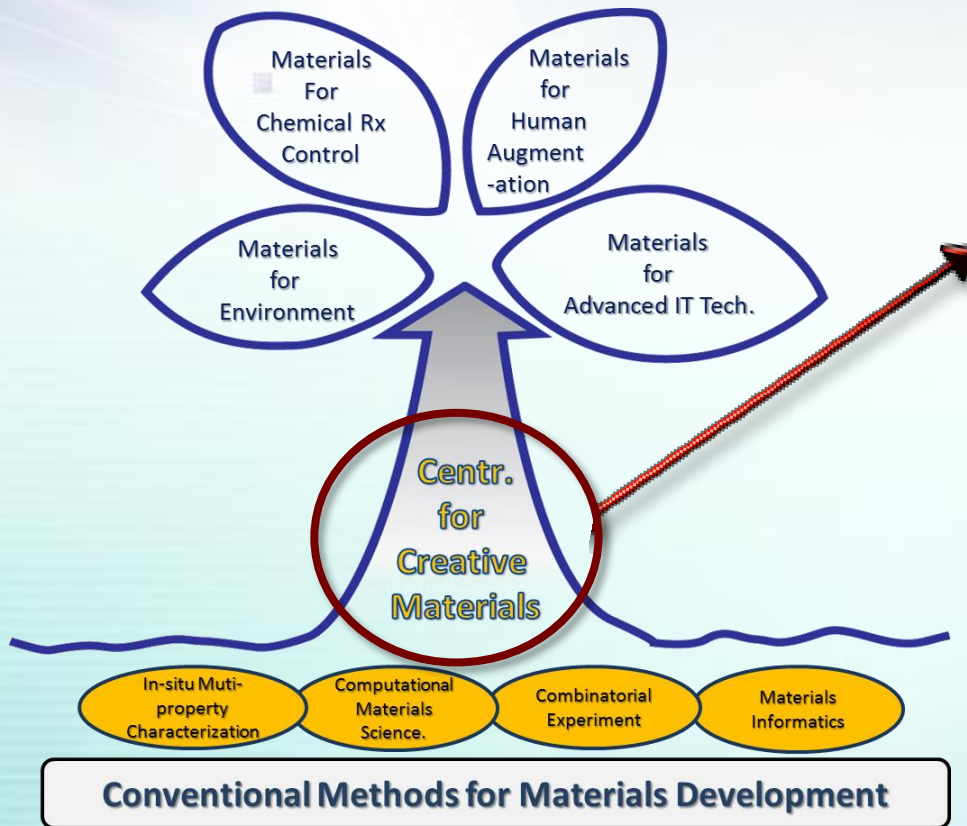 Materials
For
Chemical Rx
Control
Materials
for
Human
Augment
-ation
Materials
for
Environment
Materials
for
Advanced IT Tech.
Centr.
for
Creative
Materials
In-situ Muti-
property
Characterization
Computational
Materials
Science.
Combinatorial
Experiment
Materials
Informatics
Conventional Methods for Materials Development